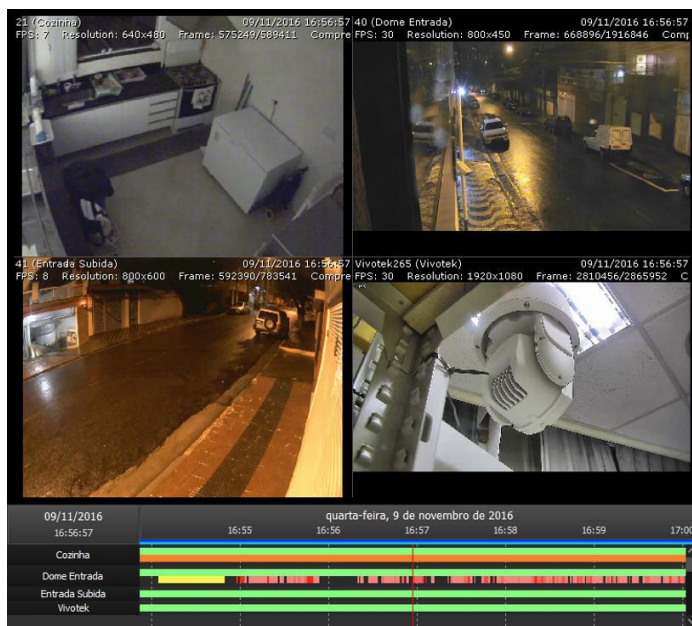 21 (Cozinha) 09/11/2016 16:56:57
FPS: 7 Resolution: 640x480 Frame: 575249/589411 Compre
40 (Dome Entrada) 09/11/2016 16:56:57
FPS: 30 Resolution: 800x450 Frame: 668896/1916846 Comp
41 (Entrada Subida) 09/11/2016 16:56:57
FPS: 8 Resolution: 800x600 Frame: 592390/783541 Compre
Vivotek265 (Vivotek) 09/11/2016 16:56:57
FPS: 30 Resolution: 1920x1080 Frame: 2810456/2865952 C
09/11/2016
16:56:57
quarta-feira, 9 de novembro de 2016
16:55 16:56 16:57 16:58 16:59 17:00
Cozinha
Dome Entrada
Entrada Subida
Vivotek